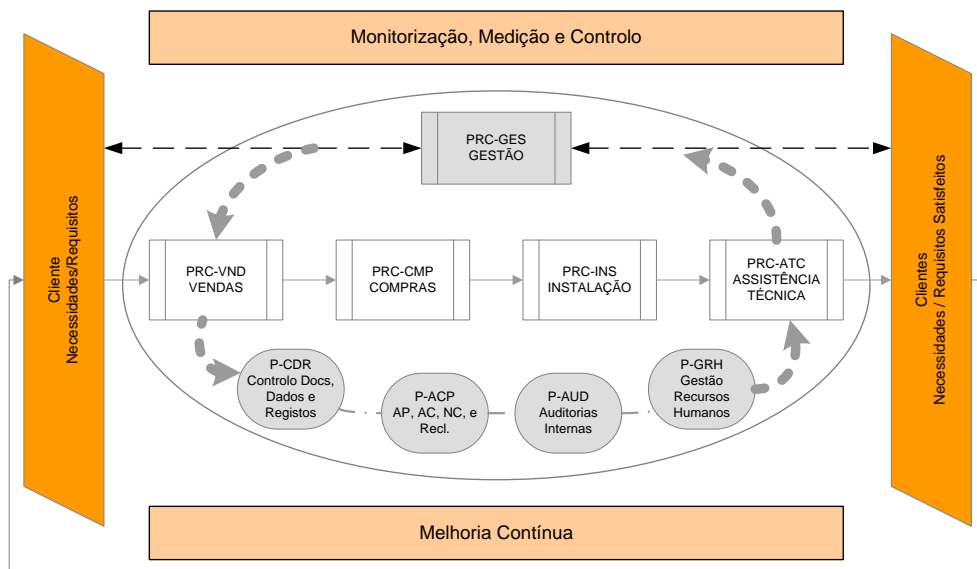 Monitorização, Medição e Controlo
Cliente
Necessidades/Requisitos
PRC-GES
GESTÃO
PRC-VND
VENDAS
PRC-CMP
COMPRAS
PRC-INS
INSTALAÇÃO
PRC-ATC
ASSISTÊNCIA
TÉCNICA
P-CDR
Controlo Docs,
Dados e
Registos
P-ACP
AP, AC, NC, e
Recl.
P-AUD
Auditorias
Internas
P-GRH
Gestão
Recursos
Humanos
Clientes
Necessidades / Requisitos Satisfeitos
Melhoria Contínua